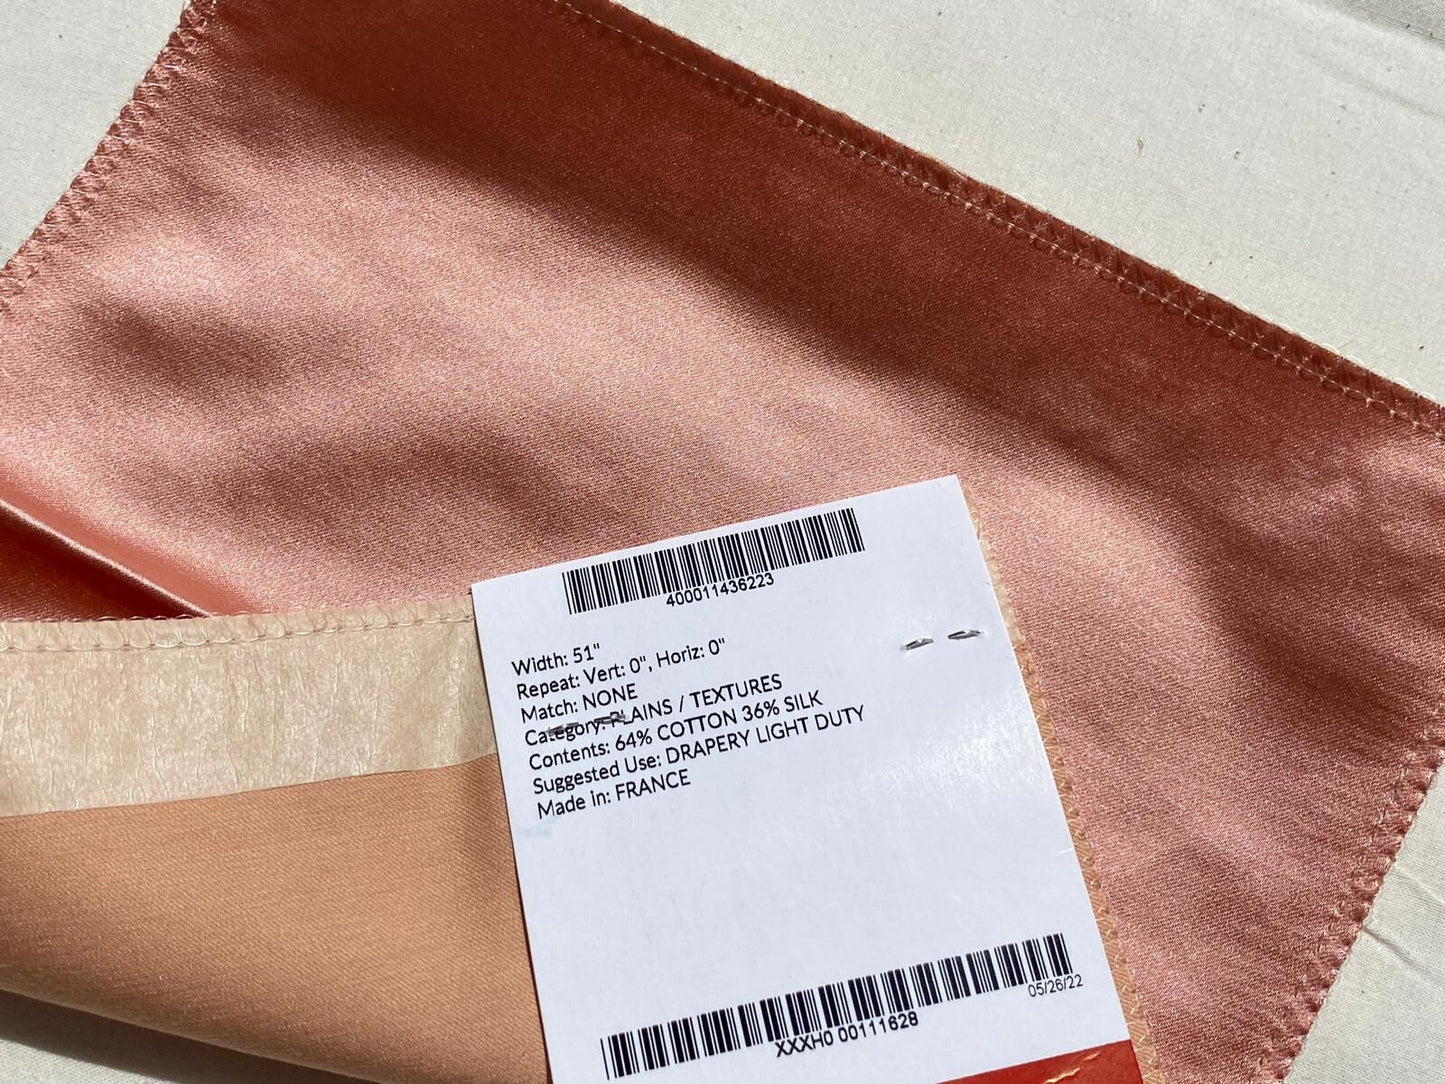 400011436223
Width: 51"
Repeat: Vert: 0", Horiz: 0"
Match: NONE
Category: PLAINS / TEXTURES
Contents: 64% COTTON 36% SILK
Suggested Use: DRAPERY LIGHT DUTY
Made in: FRANCE
05/26/22
XXXH0 00111628